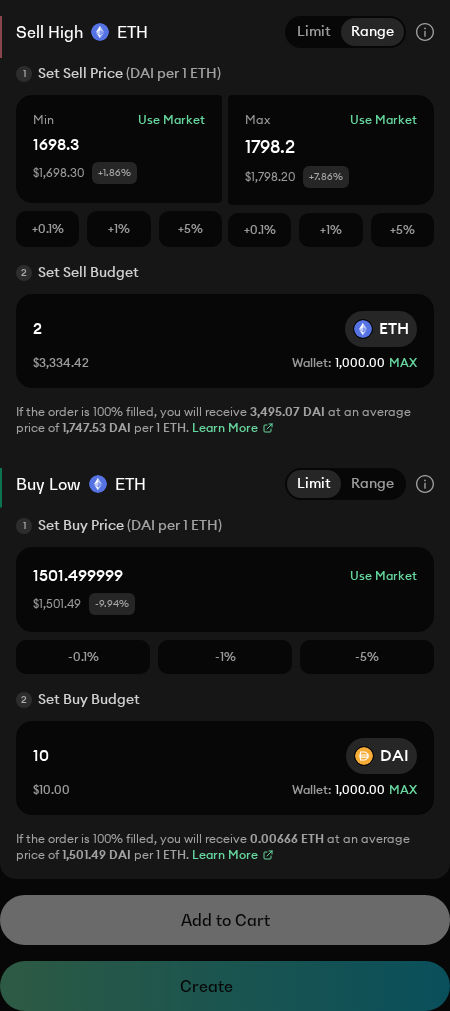 Sell High ETH Limit Range
1 Set Sell Price (DAI per 1 ETH)
Min Use Market
1698.3
$1,698.30 +1.86%
Max Use Market
1798.2
$1,798.20 +7.86%
+0.1% +1% +5% +0.1% +1% +5%
2 Set Sell Budget
2 ETH
$3,334.42 Wallet: 1,000.00 MAX
If the order is 100% filled, you will receive 3,495.07 DAI at an average
price of 1,747.53 DAI per 1 ETH. Learn More
Buy Low ETH Limit Range
1 Set Buy Price (DAI per 1 ETH)
1501.499999 Use Market
$1,501.49 -9.94%
-0.1% -1% -5%
2 Set Buy Budget
10 DAI
$10.00 Wallet: 1,000.00 MAX
If the order is 100% filled, you will receive 0.00666 ETH at an average
price of 1,501.49 DAI per 1 ETH. Learn More
Add to Cart
Create